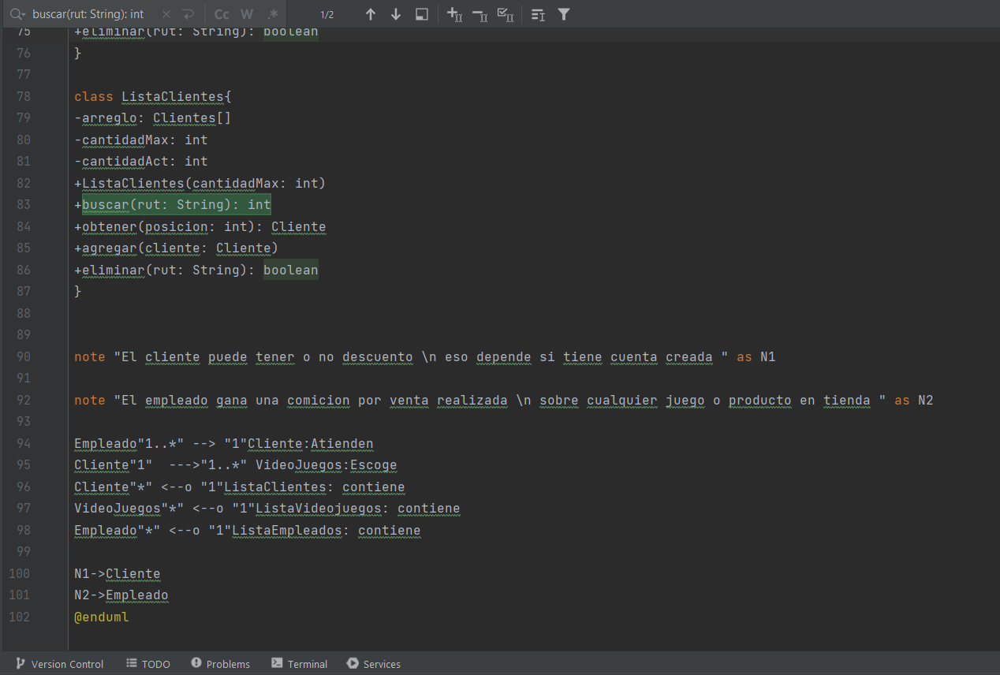 buscar(rut: String): int × Cc W .* 1/2
75 +eliminar(rut: String): boolean
76 }
77
78 class ListaClientes{
79 -arreglo: Clientes[]
80 -cantidadMax: int
81 -cantidadAct: int
82 +ListaClientes(cantidadMax: int)
83 +buscar(rut: String): int
84 +obtener(posicion: int): Cliente
85 +agregar(cliente: Cliente)
86 +eliminar(rut: String): boolean
87 }
88
89
90 note "El cliente puede tener o no descuento \n eso depende si tiene cuenta creada " as N1
91
92 note "El empleado gana una comicion por venta realizada \n sobre cualquier juego o producto en tienda " as N2
93
94 Empleado"1..*" --> "1"Cliente:Atienden
95 Cliente"1"  --->"1..*" VideoJuegos:Escoge
96 Cliente"*" <--o "1"ListaClientes: contiene
97 VideoJuegos"*" <--o "1"ListaVideojuegos: contiene
98 Empleado"*" <--o "1"ListaEmpleados: contiene
99
100 N1->Cliente
101 N2->Empleado
102 @enduml
Version Control TODO Problems Terminal Services